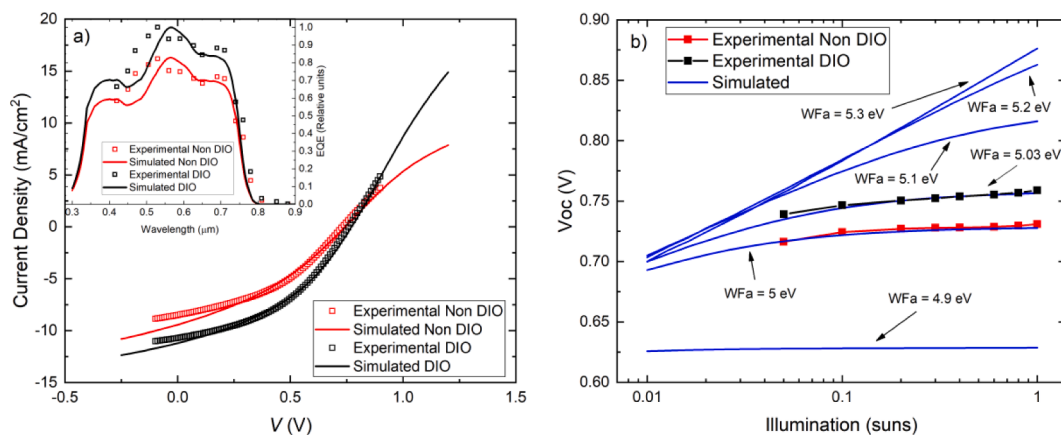 a)
20
15
10
5
0
-5
-10
-15
Current Density (mA/cm²)
-0.5
0.0
0.5
1.0
1.5
V (V)
1.0
0.9
0.8
0.7
0.6
0.5
0.4
0.3
0.2
0.1
0.0
EQE (Relative units)
0.3
0.4
0.5
0.6
0.7
0.8
0.9
Wavelength (μm)
Experimental Non DIO
Simulated Non DIO
Experimental DIO
Simulated DIO
Experimental Non DIO
Simulated Non DIO
Experimental DIO
Simulated DIO
b)
0.90
0.85
0.80
0.75
0.70
0.65
0.60
Voc (V)
0.01
0.1
1
Illumination (suns)
Experimental Non DIO
Experimental DIO
Simulated
WFa = 5.3 eV
WFa = 5.2 eV
WFa = 5.1 eV
WFa = 5.03 eV
WFa = 5 eV
WFa = 4.9 eV